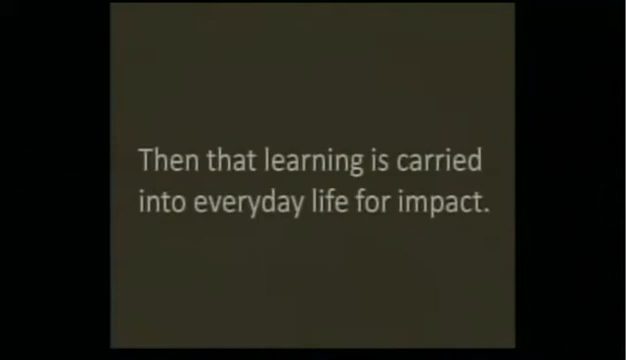 Then that learning is carried
into everyday life for impact.